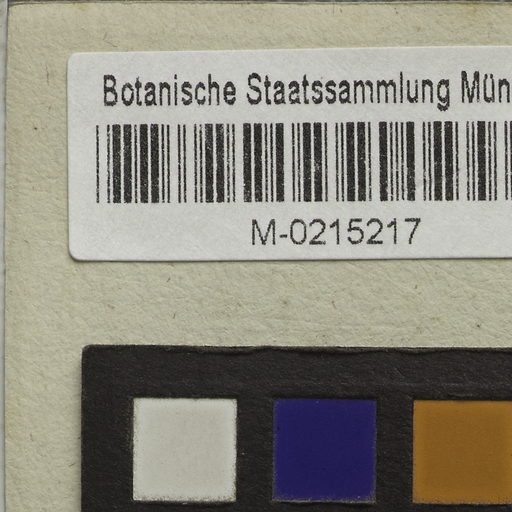 Botanische Staatssammlung Mün
M-0215217